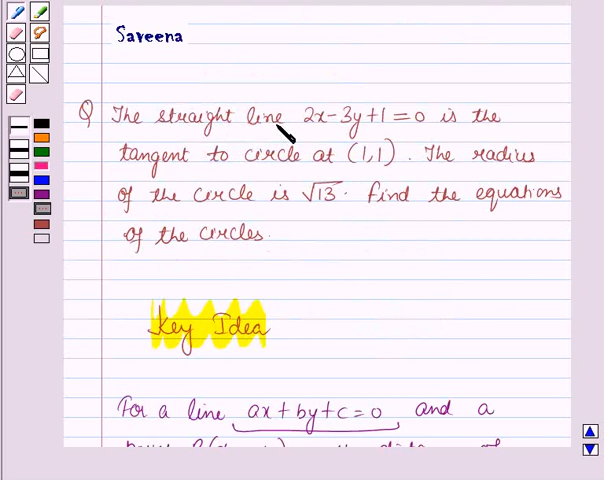 Saveena
Q The straight line 2x-3y+1=0 is the
tangent to circle at (1,1). The radius
of the circle is √13. find the equations
of the circles.
Key Idea
For a line ax+by+c=0 and a